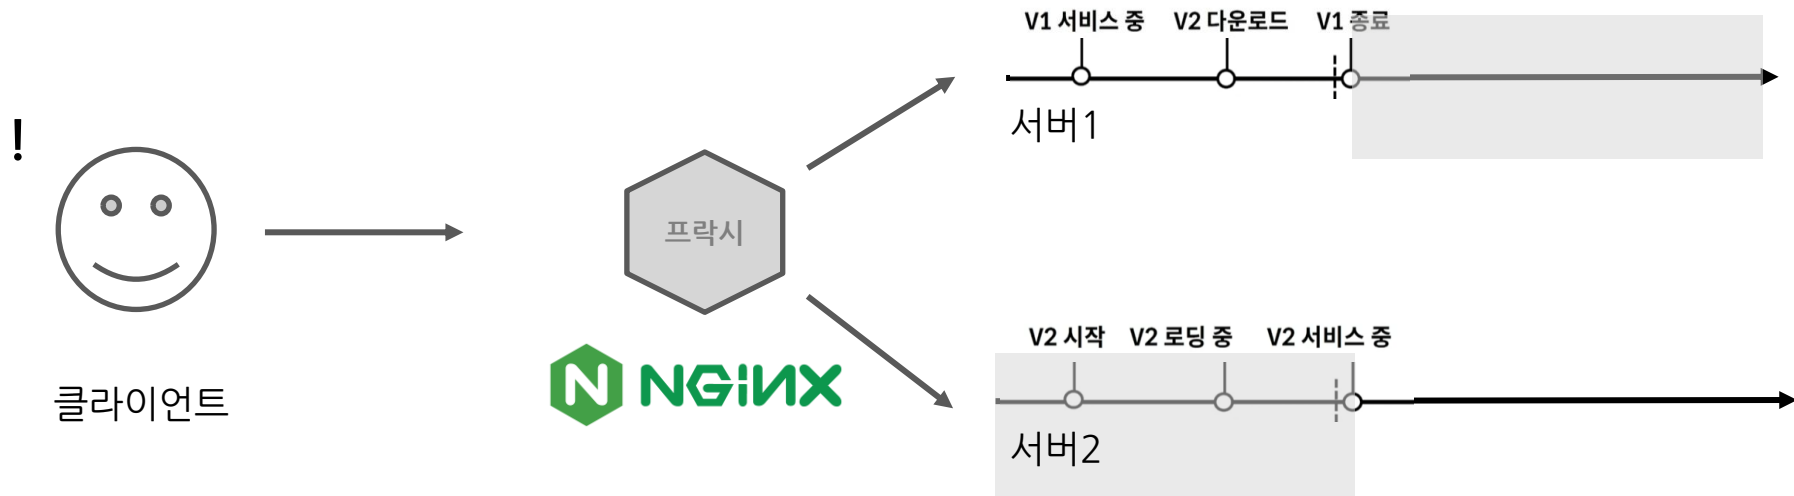 V1 서비스 중 V2 다운로드 V1 종료
서버1
!
프락시
V2 시작 V2 로딩 중 V2 서비스 중
N NGiNX
클라이언트
서버2